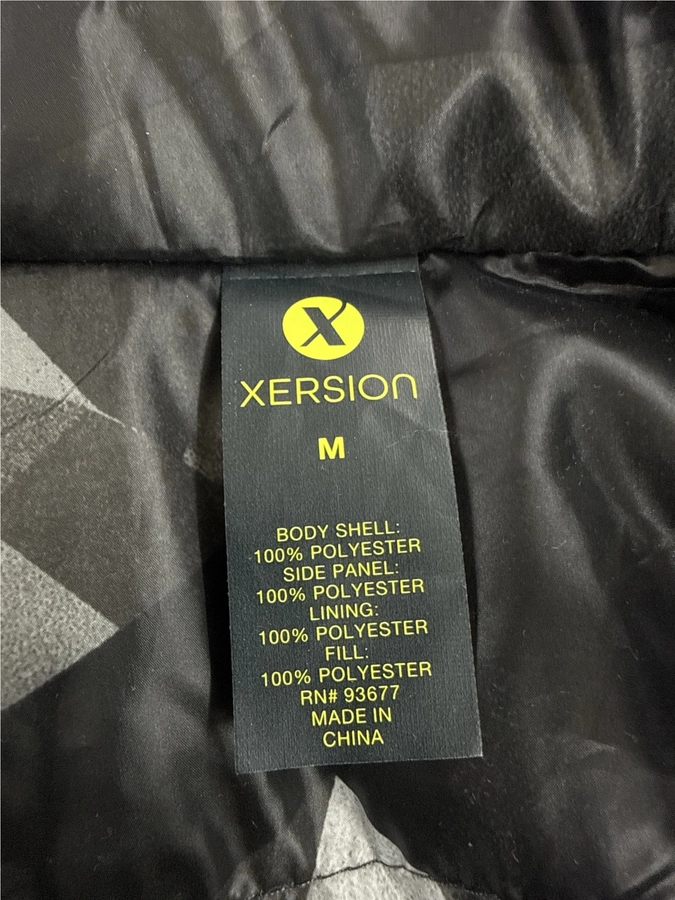 X
XERSION
M
BODY SHELL:
100% POLYESTER
SIDE PANEL:
100% POLYESTER
LINING:
100% POLYESTER
FILL:
100% POLYESTER
RN# 93677
MADE IN
CHINA